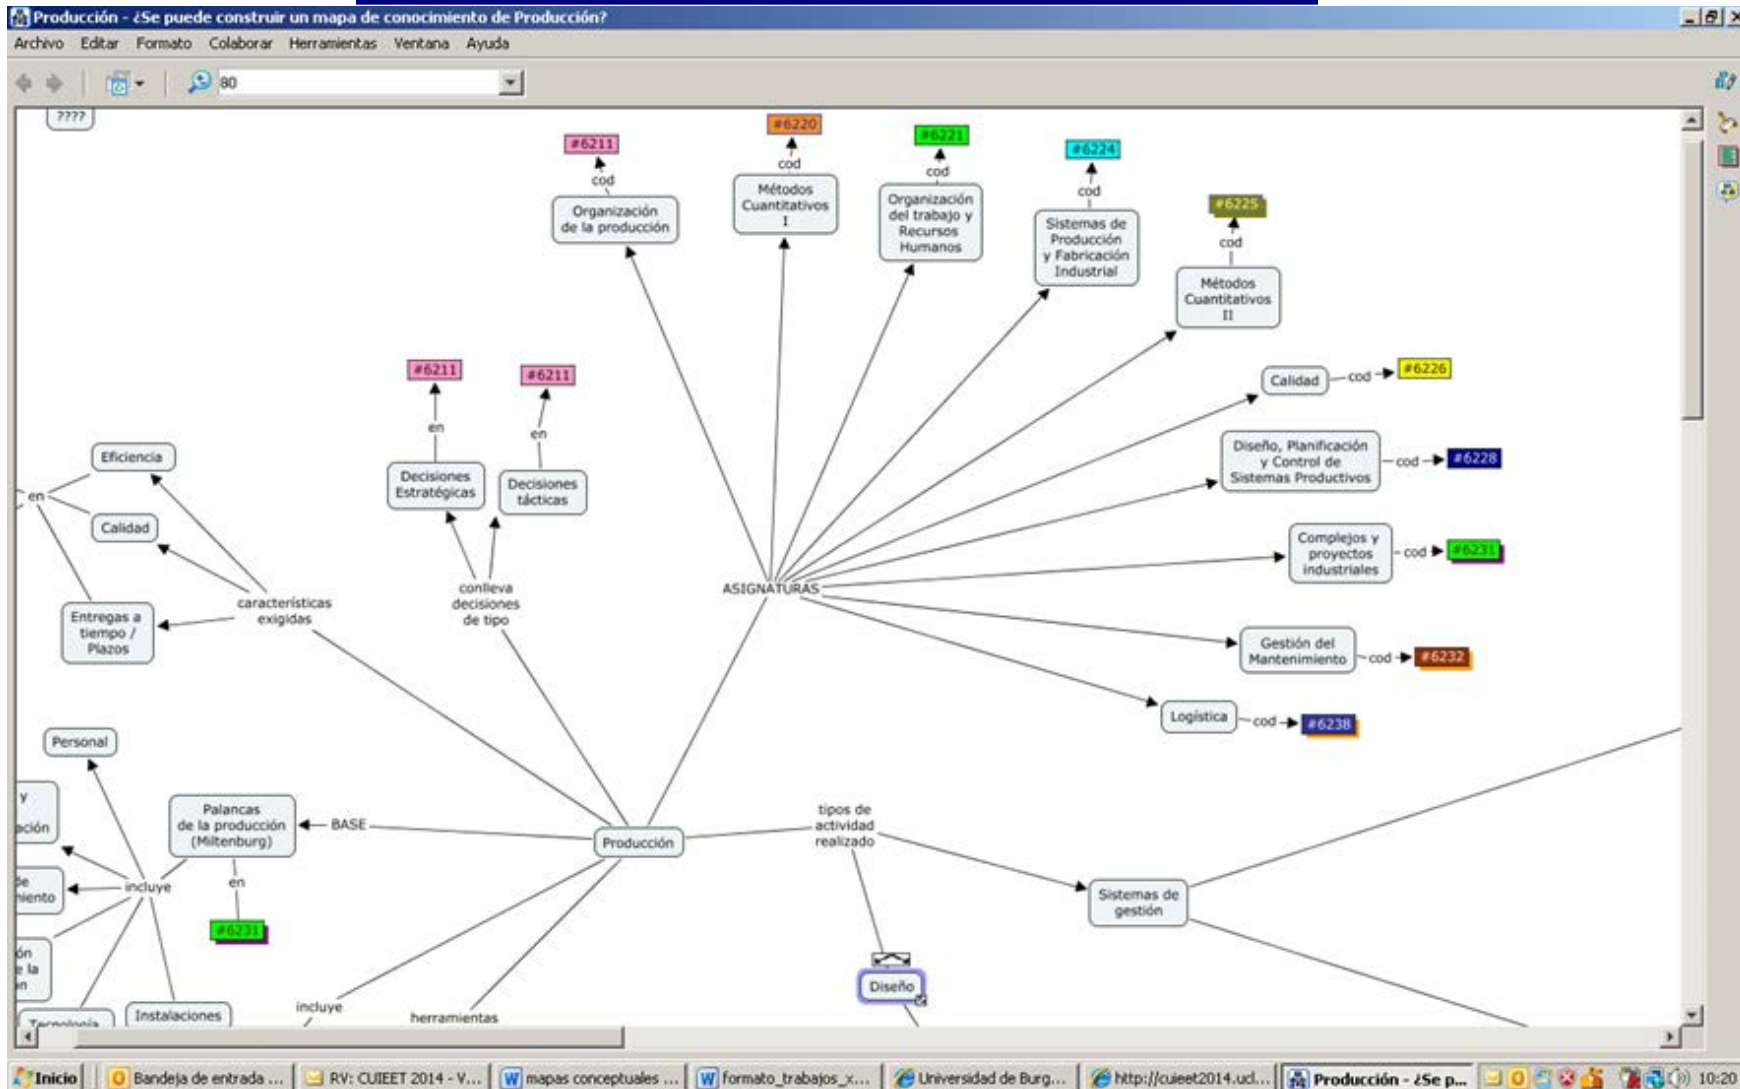 Producción - ¿Se puede construir un mapa de conocimiento de Producción?
Archivo Editar Formato Colaborar Herramientas Ventana Ayuda
80
????
#6211
#6220
#6221
#6224
#6225
cod
cod
cod
cod
cod
Organización
de la producción
Métodos
Cuantitativos
I
Organización
del trabajo y
Recursos
Humanos
Sistemas de
Producción
y Fabricación
Industrial
Métodos
Cuantitativos
II
#6211
#6211
en
en
Decisiones
Estratégicas
Decisiones
tácticas
Calidad
cod
#6226
Diseño, Planificación
y Control de
Sistemas Productivos
cod
#6228
Eficiencia
en
Calidad
Entregas a
tiempo /
Plazos
características
exigidas
conlleva
decisiones
de tipo
ASIGNATURAS
Complejos y
proyectos
industriales
cod
#6231
Gestión del
Mantenimiento
cod
#6232
Logística
cod
#6238
Personal
y
ación
Palancas
de la producción
(Miltenburg)
BASE
Producción
tipos de
actividad
realizado
Sistemas de
gestión
de
niento
incluye
en
#6231
ón
e la
n
Tecnología
Instalaciones
incluye
herramientas
Diseño
Inicio
Bandeja de entrada ...
RV: CUIEET 2014 - V...
mapas conceptuales ...
formato_trabajos_x...
Universidad de Burg...
http://cuieet2014.ucl...
Producción - ¿Se p...
10:20